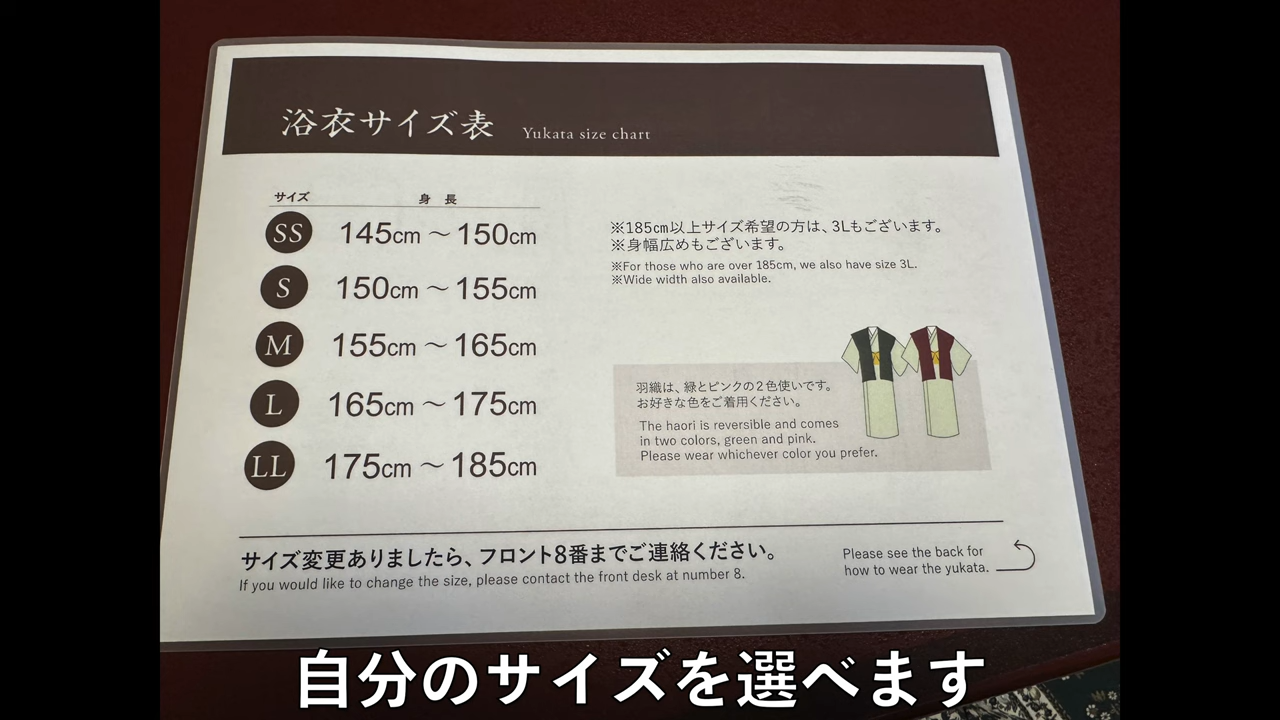 浴衣サイズ表 Yukata size chart
サイズ 身長
SS 145cm～150cm
S 150cm～155cm
M 155cm～165cm
L 165cm～175cm
LL 175cm～185cm
※185cm以上サイズ希望の方は、3Lもございます。
※身幅広めもございます。
※For those who are over 185cm, we also have size 3L.
※Wide width also available.
羽織は、緑とピンクの2色使いです。
お好きな色をご着用ください。
The haori is reversible and comes
in two colors, green and pink.
Please wear whichever color you prefer.
サイズ変更ありましたら、フロント8番までご連絡ください。
If you would like to change the size, please contact the front desk at number 8.
Please see the back for
how to wear the yukata.
自分のサイズを選べます